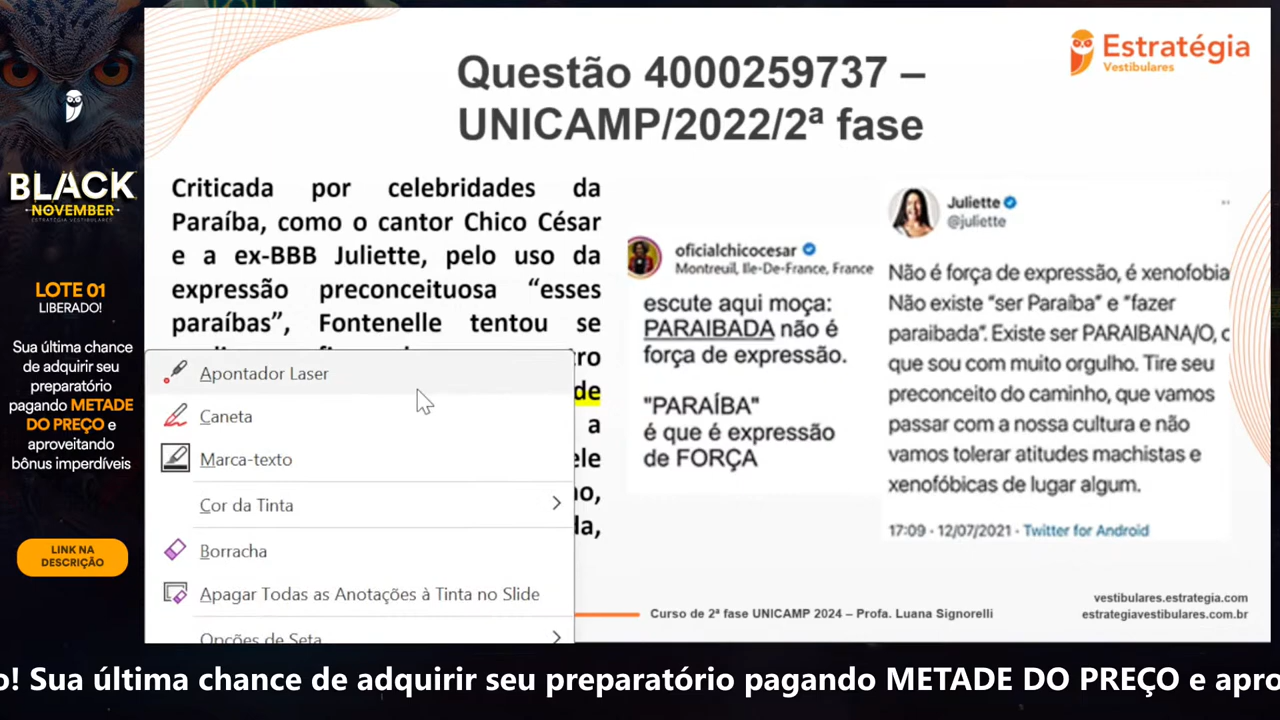 BLACK
NOVEMBER
ESTRATÉGIA VESTIBULARES
LOTE 01
LIBERADO!
Sua última chance
de adquirir seu
preparatório
pagando METADE
DO PREÇO e
aproveitando
bônus imperdíveis
LINK NA
DESCRIÇÃO
Questão 4000259737 –
UNICAMP/2022/2ª fase
Estratégia
Vestibulares
Criticada por celebridades da
Paraíba, como o cantor Chico César
e a ex-BBB Juliette, pelo uso da
expressão preconceituosa “esses
paraíbas”, Fontenelle tentou se
de
a
Apontador Laser
Caneta
Marca-texto
Cor da Tinta
Borracha
Apagar Todas as Anotações à Tinta no Slide
Opções de Seta
oficialchicocesar
Montreuil, Ile-De-France, France
escute aqui moça:
PARAIBADA não é
força de expressão.
"PARAÍBA"
é que é expressão
de FORÇA
Juliette
@juliette
Não é força de expressão, é xenofobia
Não existe “ser Paraíba” e “fazer
paraibada”. Existe ser PARAIBANA/O, o
que sou com muito orgulho. Tire seu
preconceito do caminho, que vamos
passar com a nossa cultura e não
vamos tolerar atitudes machistas e
xenofóbicas de lugar algum.
17:09 · 12/07/2021 · Twitter for Android
Curso de 2ª fase UNICAMP 2024 – Profa. Luana Signorelli
vestibulares.estrategia.com
estrategiavestibulares.com.br
o! Sua última chance de adquirir seu preparatório pagando METADE DO PREÇO e apro